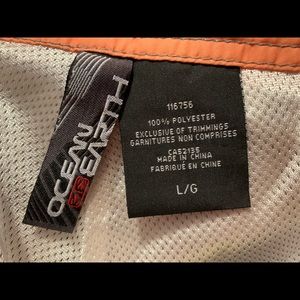 OCEAN
EARTH
116756
100% POLYESTER
EXCLUSIVE OF TRIMMINGS
GARNITURES NON COMPRISES
CA52135
MADE IN CHINA
FABRIQUÉ EN CHINE
L/G